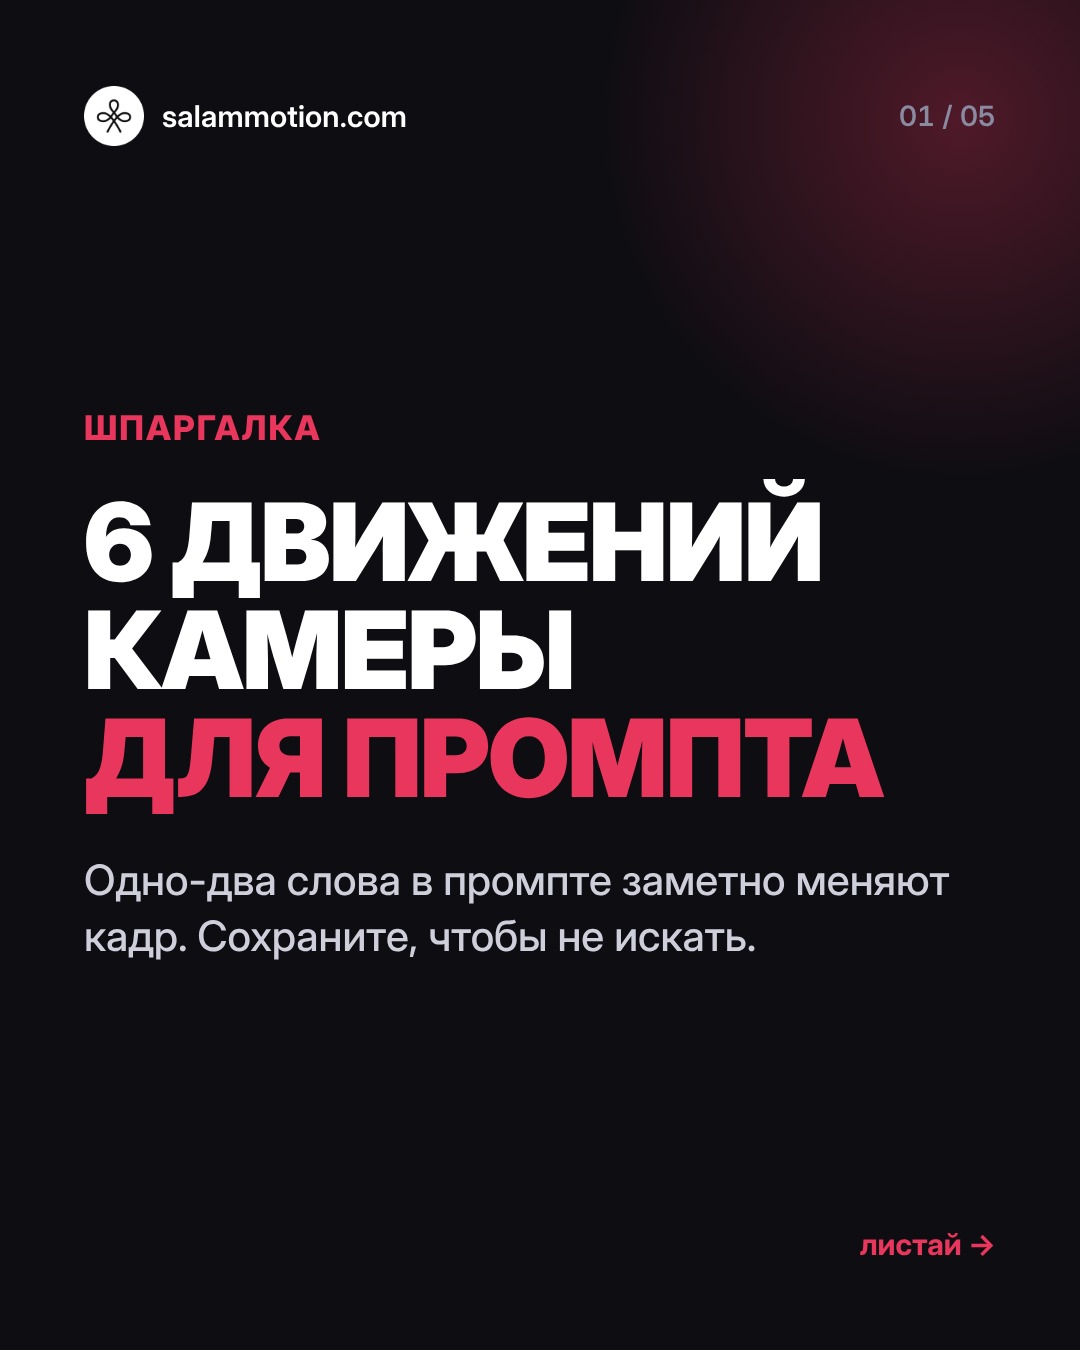 salammotion.com
01 / 05
ШПАРГАЛКА
6 ДВИЖЕНИЙ
КАМЕРЫ
ДЛЯ ПРОМПТА
Одно-два слова в промпте заметно меняют
кадр. Сохраните, чтобы не искать.
листай →